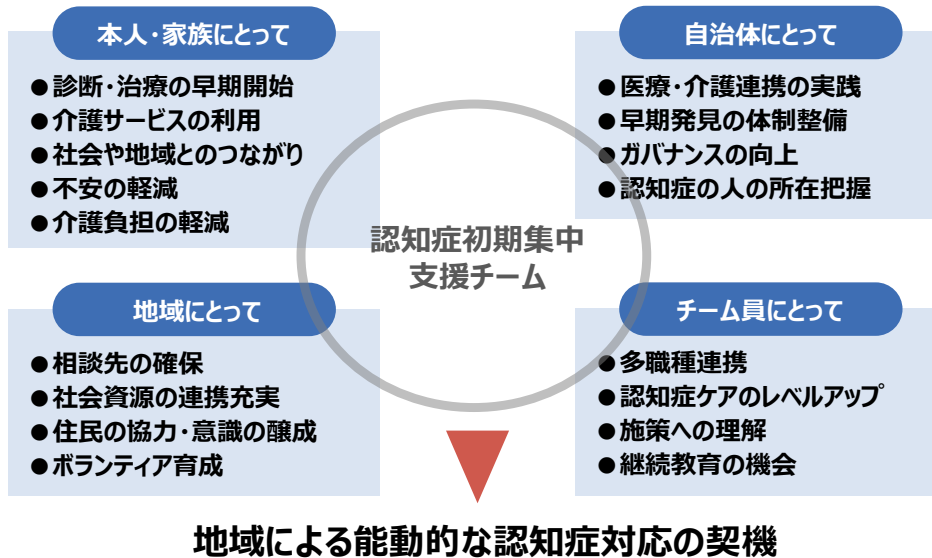 本人・家族にとって
●診断・治療の早期開始
●介護サービスの利用
●社会や地域とのつながり
●不安の軽減
●介護負担の軽減
自治体にとって
●医療・介護連携の実践
●早期発見の体制整備
●ガバナンスの向上
●認知症の人の所在把握
認知症初期集中
支援チーム
地域にとって
●相談先の確保
●社会資源の連携充実
●住民の協力・意識の醸成
●ボランティア育成
チーム員にとって
●多職種連携
●認知症ケアのレベルアップ
●施策への理解
●継続教育の機会
地域による能動的な認知症対応の契機